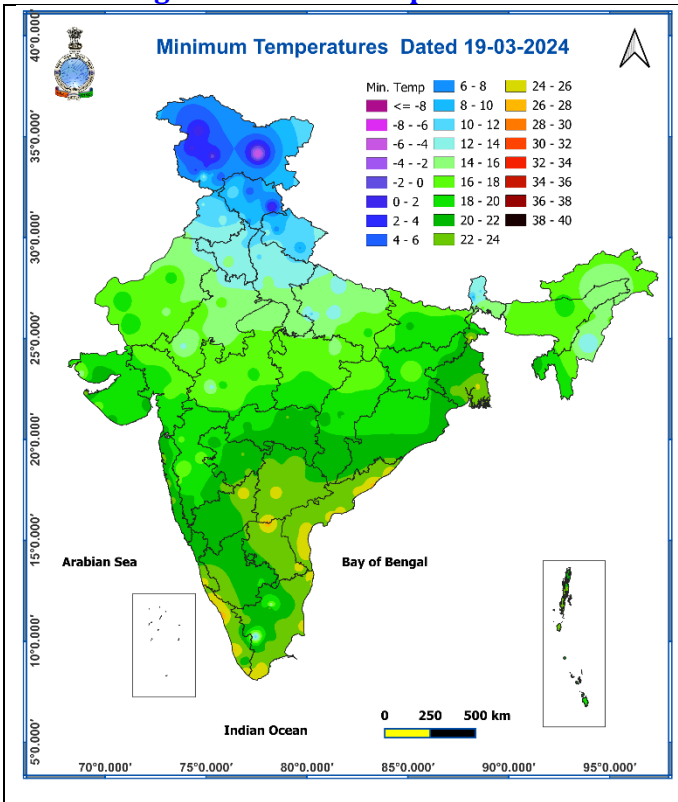 Minimum Temperatures Dated 19-03-2024
Min. Temp
<= -8
-8 - -6
-6 - -4
-4 - -2
-2 - 0
0 - 2
2 - 4
4 - 6
6 - 8
8 - 10
10 - 12
12 - 14
14 - 16
16 - 18
18 - 20
20 - 22
22 - 24
24 - 26
26 - 28
28 - 30
30 - 32
32 - 34
34 - 36
36 - 38
38 - 40
40°0.000'
35°0.000'
30°0.000'
25°0.000'
20°0.000'
15°0.000'
10°0.000'
5°0.000'
Arabian Sea
Bay of Bengal
Indian Ocean
0 250 500 km
70°0.000' 75°0.000' 80°0.000' 85°0.000' 90°0.000' 95°0.000'